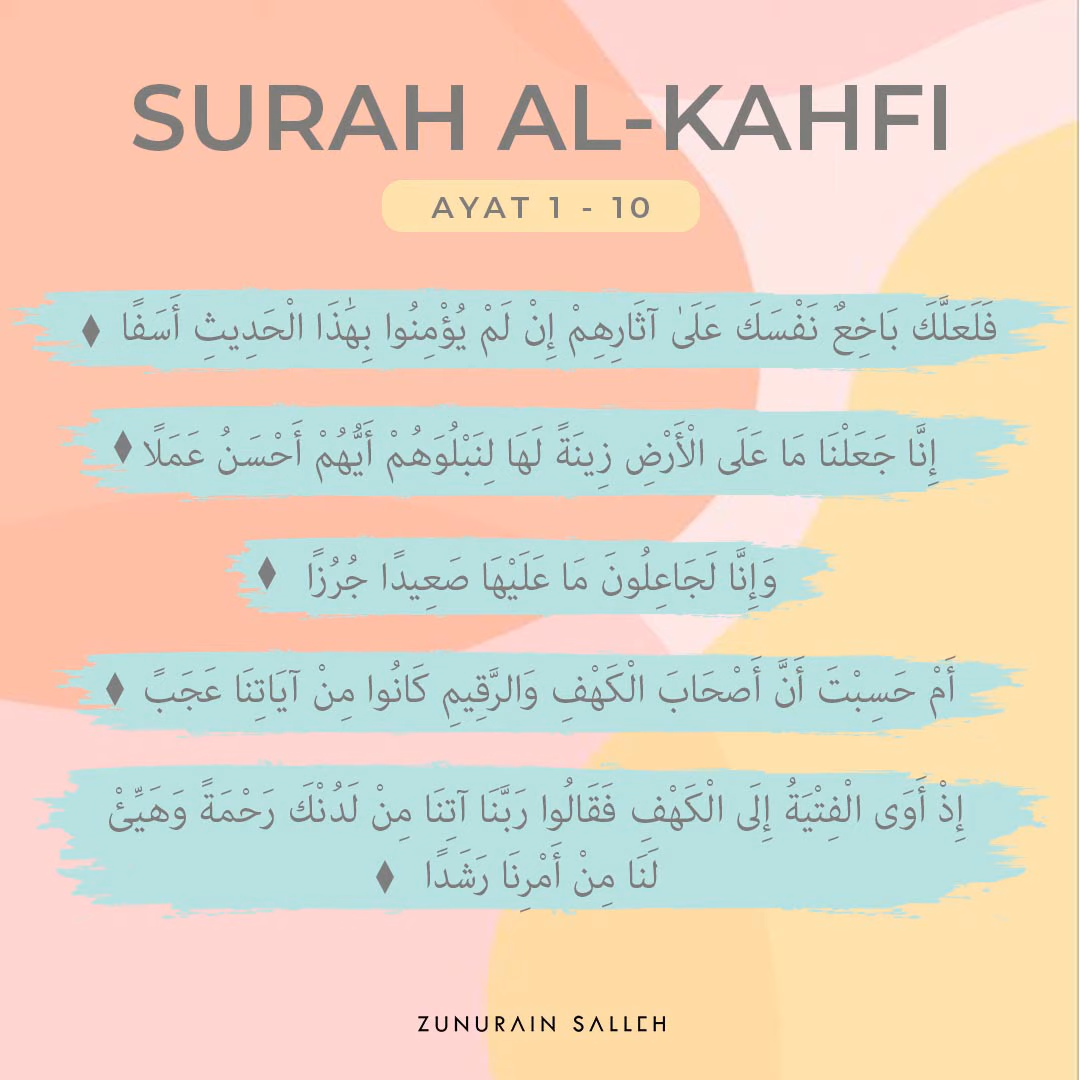 SURAH AL-KAHFI
AYAT 1 - 10
فَلَعَلَّكَ بَاخِعٌ نَفْسَكَ عَلَىٰ آثَارِهِمْ إِنْ لَمْ يُؤْمِنُوا بِهَٰذَا الْحَدِيثِ أَسَفًا ♦
إِنَّا جَعَلْنَا مَا عَلَى الْأَرْضِ زِينَةً لَهَا لِنَبْلُوَهُمْ أَيُّهُمْ أَحْسَنُ عَمَلًا ♦
وَإِنَّا لَجَاعِلُونَ مَا عَلَيْهَا صَعِيدًا جُرُزًا ♦
أَمْ حَسِبْتَ أَنَّ أَصْحَابَ الْكَهْفِ وَالرَّقِيمِ كَانُوا مِنْ آيَاتِنَا عَجَبً ♦
إِذْ أَوَى الْفِتْيَةُ إِلَى الْكَهْفِ فَقَالُوا رَبَّنَا آتِنَا مِنْ لَدُنْكَ رَحْمَةً وَهَيِّئْ
لَنَا مِنْ أَمْرِنَا رَشَدًا ♦
ZUNURAIN SALLEH